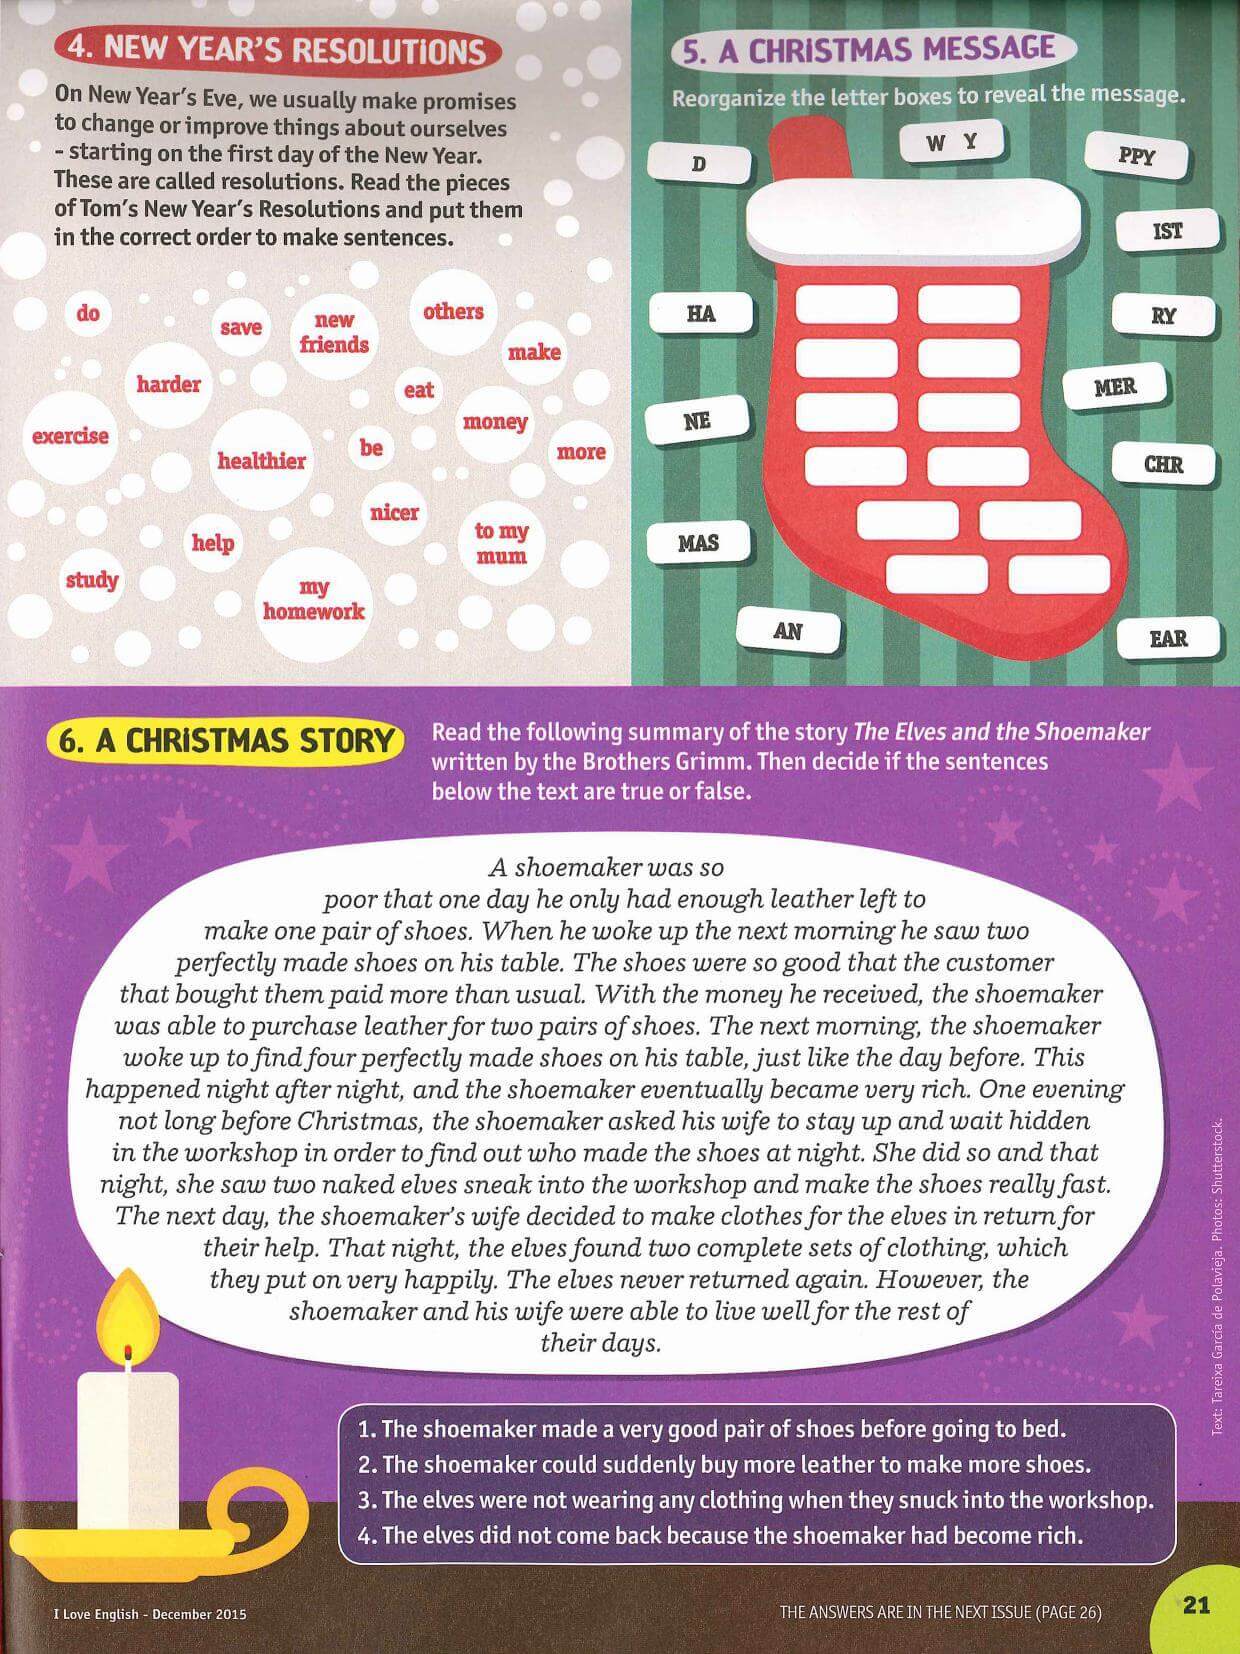 4. NEW YEAR'S RESOLUTIONS
On New Year's Eve, we usually make promises
to change or improve things about ourselves
- starting on the first day of the New Year.
These are called resolutions. Read the pieces
of Tom's New Year's Resolutions and put them
in the correct order to make sentences.
do
save
new
friends
others
make
harder
eat
exercise
healthier
be
money
more
nicer
help
to my
mum
study
my
homework
5. A CHRISTMAS MESSAGE
Reorganize the letter boxes to reveal the message.
D
W Y
PPY
IST
HA
RY
MER
NE
CHR
MAS
AN
EAR
6. A CHRISTMAS STORY
Read the following summary of the story The Elves and the Shoemaker
written by the Brothers Grimm. Then decide if the sentences
below the text are true or false.
A shoemaker was so
poor that one day he only had enough leather left to
make one pair of shoes. When he woke up the next morning he saw two
perfectly made shoes on his table. The shoes were so good that the customer
that bought them paid more than usual. With the money he received, the shoemaker
was able to purchase leather for two pairs of shoes. The next morning, the shoemaker
woke up to find four perfectly made shoes on his table, just like the day before. This
happened night after night, and the shoemaker eventually became very rich. One evening
not long before Christmas, the shoemaker asked his wife to stay up and wait hidden
in the workshop in order to find out who made the shoes at night. She did so and that
night, she saw two naked elves sneak into the workshop and make the shoes really fast.
The next day, the shoemaker's wife decided to make clothes for the elves in return for
their help. That night, the elves found two complete sets of clothing, which
they put on very happily. The elves never returned again. However, the
shoemaker and his wife were able to live well for the rest of
their days.
1. The shoemaker made a very good pair of shoes before going to bed.
2. The shoemaker could suddenly buy more leather to make more shoes.
3. The elves were not wearing any clothing when they snuck into the workshop.
4. The elves did not come back because the shoemaker had become rich.
Text: Tareixa García de Polavieja. Photos: Shutterstock.
I Love English - December 2015
THE ANSWERS ARE IN THE NEXT ISSUE (PAGE 26)
21